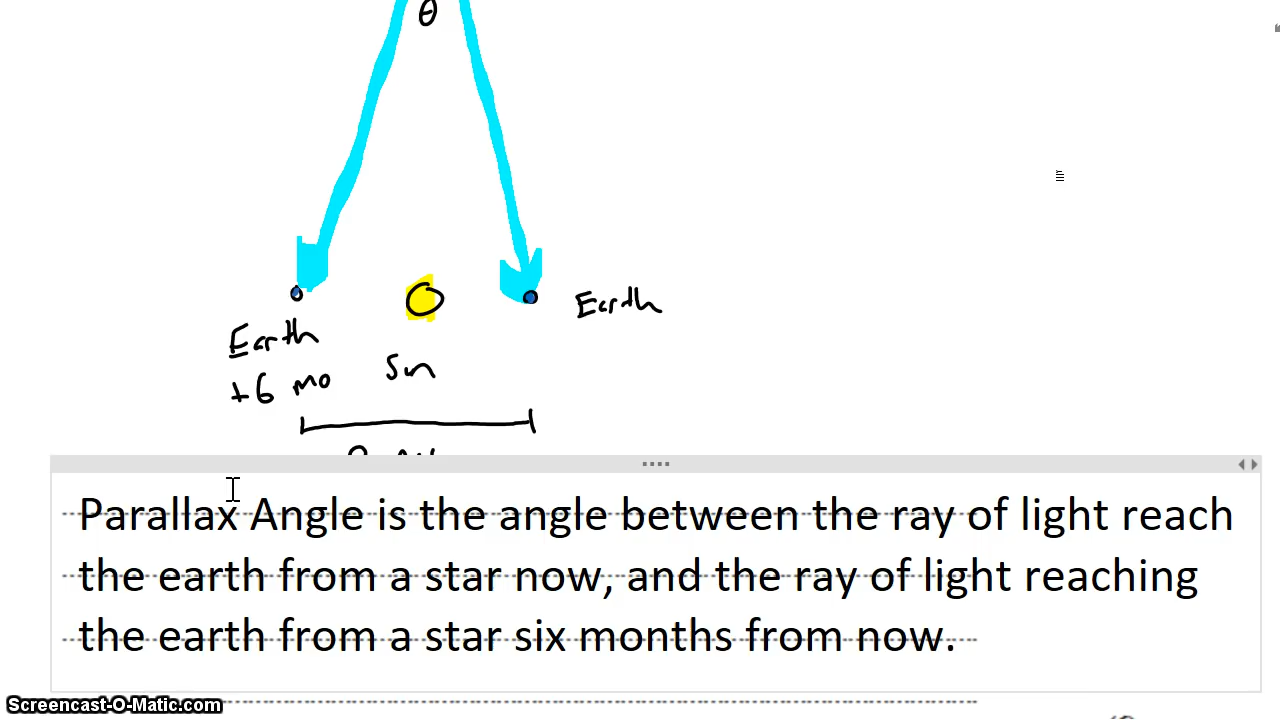 θ
Earth
Earth
+6 mo
Sun
Parallax Angle is the angle between the ray of light reach
the earth from a star now, and the ray of light reaching
the earth from a star six months from now.
Screencast-O-Matic.com